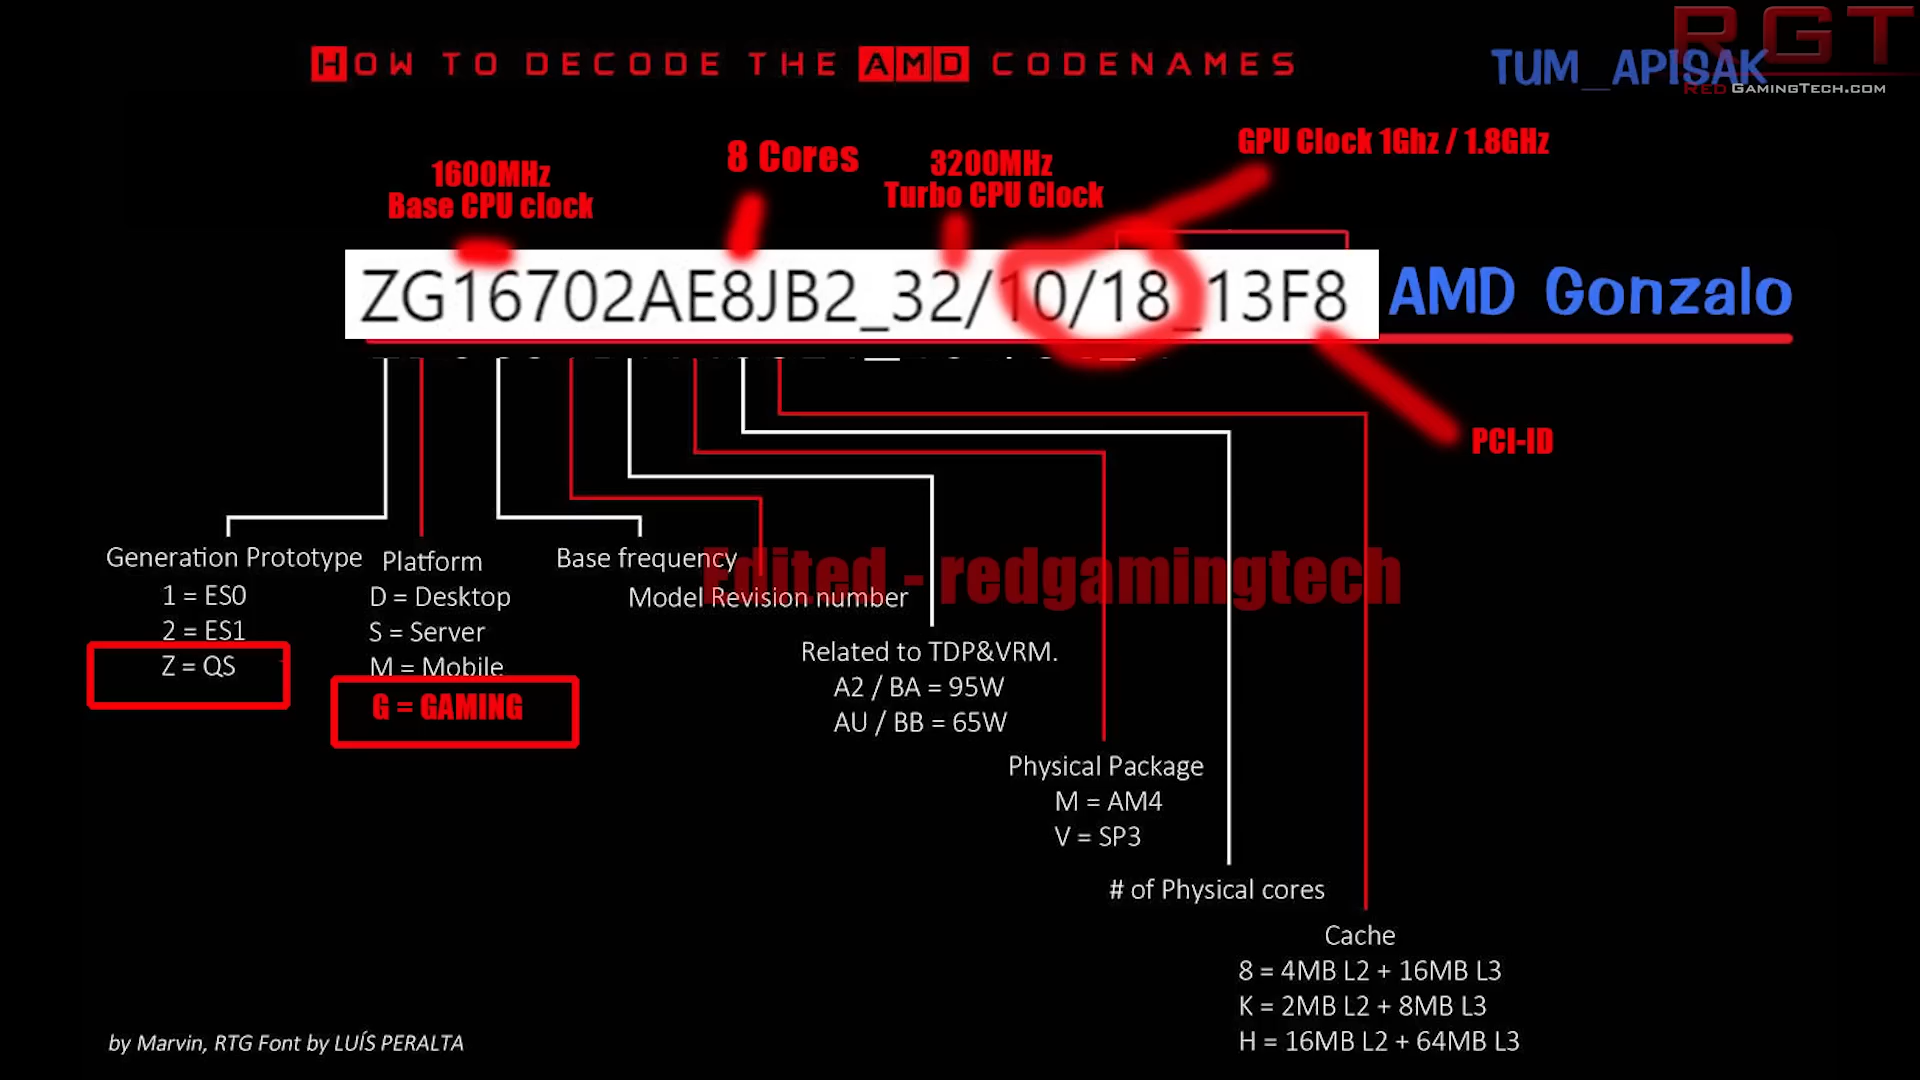 HOW TO DECODE THE AMD CODENAMES
TUM_APISAK
RGT
RED GAMINGTECH.COM
GPU Clock 1Ghz / 1.8GHz
8 Cores
3200MHz
Turbo CPU Clock
1600MHz
Base CPU clock
ZG16702AE8JB2_32/10/18_13F8
AMD Gonzalo
PCI-ID
Generation Prototype
1 = ES0
2 = ES1
Z = QS
Platform
D = Desktop
S = Server
M = Mobile
G = GAMING
Base frequency
Model Revision number
Edited - redgamingtech
Related to TDP&VRM.
A2 / BA = 95W
AU / BB = 65W
Physical Package
M = AM4
V = SP3
# of Physical cores
Cache
8 = 4MB L2 + 16MB L3
K = 2MB L2 + 8MB L3
H = 16MB L2 + 64MB L3
by Marvin, RTG Font by LUÍS PERALTA